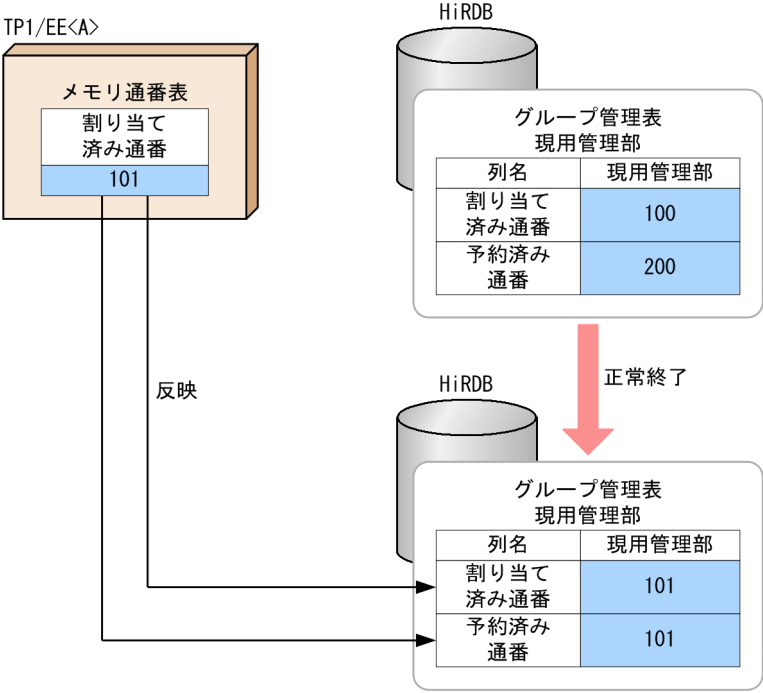 TP1/EE<A>
メモリ通番表
割り当て
済み通番
101
HiRDB
グループ管理表
現用管理部
列名 現用管理部
割り当て
済み通番
100
予約済み
通番
200
正常終了
反映
HiRDB
グループ管理表
現用管理部
列名 現用管理部
割り当て
済み通番
101
予約済み
通番
101